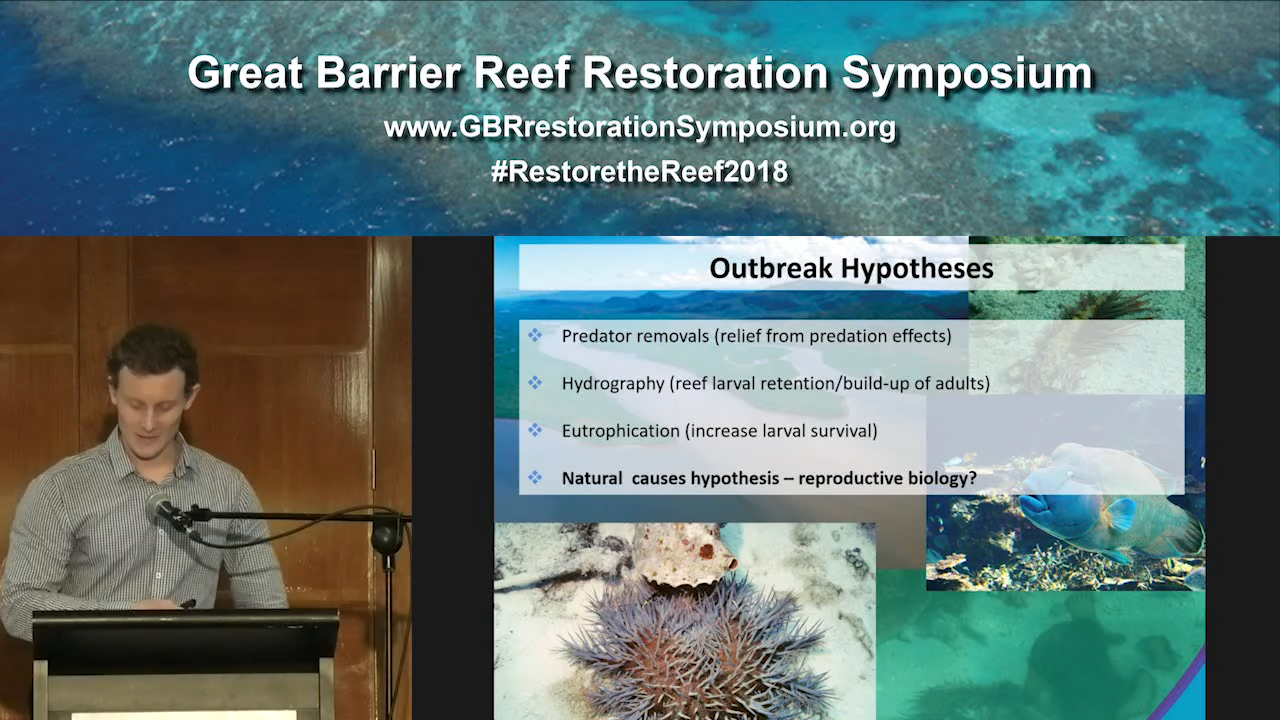 Great Barrier Reef Restoration Symposium
www.GBRrestorationSymposium.org
#RestoretheReef2018
Outbreak Hypotheses
Predator removals (relief from predation effects)
Hydrography (reef larval retention/build-up of adults)
Eutrophication (increase larval survival)
Natural causes hypothesis – reproductive biology?